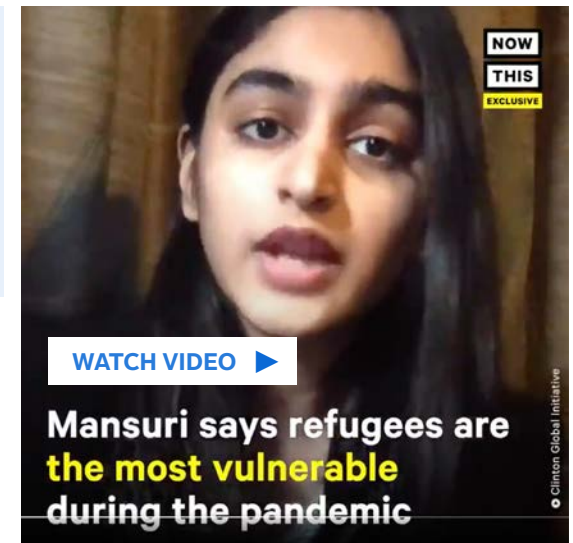 NOW
THIS
EXCLUSIVE
WATCH VIDEO
Mansuri says refugees are
the most vulnerable
during the pandemic
© Clinton Global Initiative